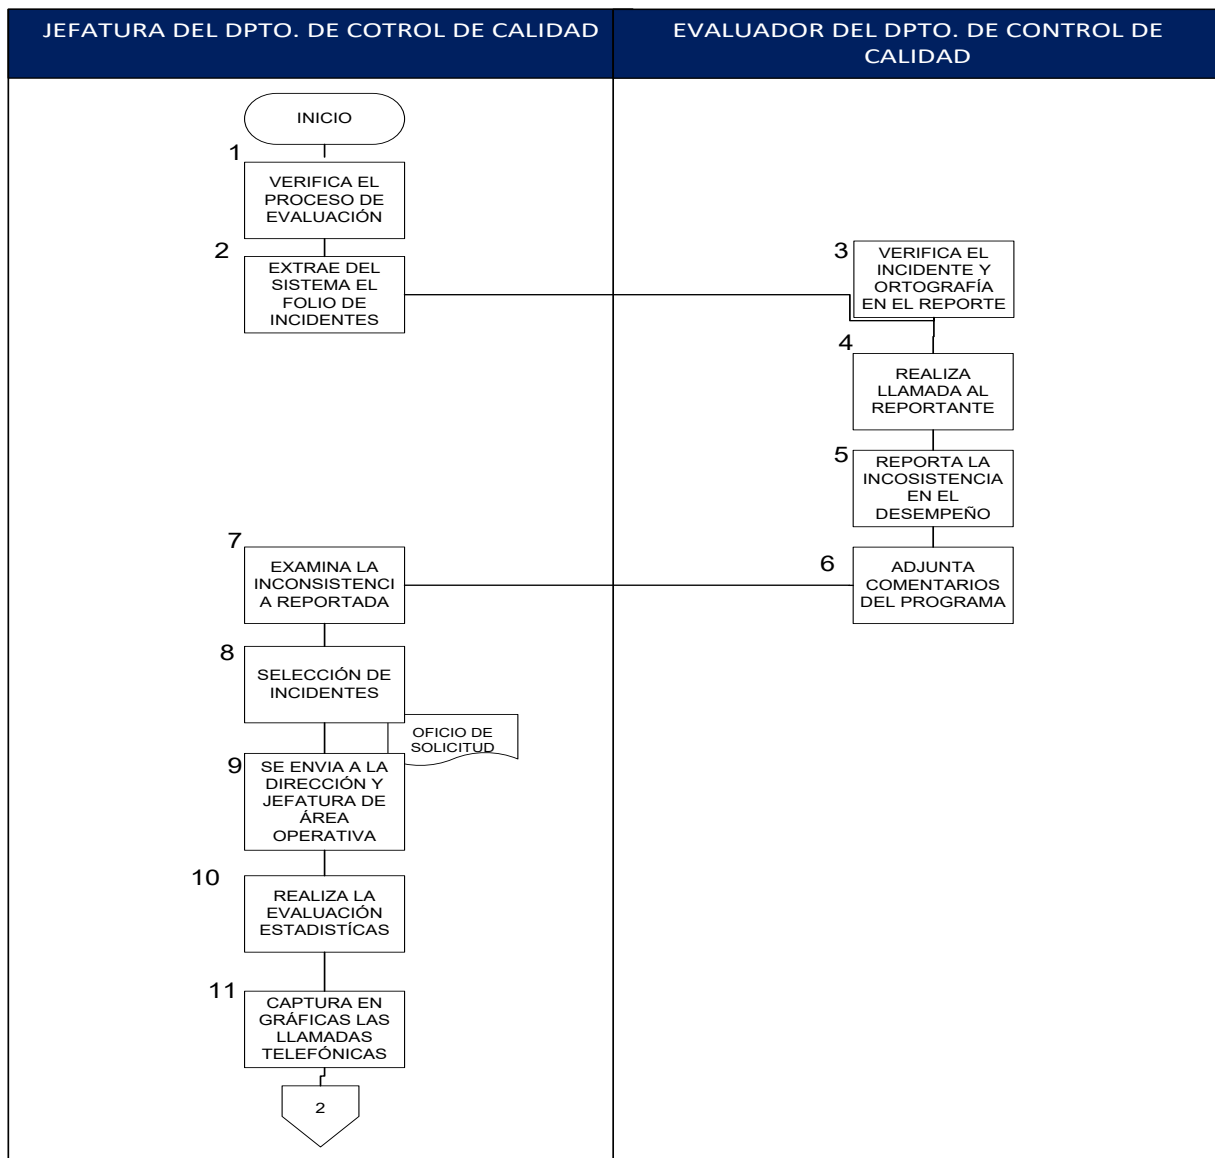 JEFATURA DEL DPTO. DE COTROL DE CALIDAD
EVALUADOR DEL DPTO. DE CONTROL DE
CALIDAD
INICIO
1
VERIFICA EL
PROCESO DE
EVALUACIÓN
2
EXTRAE DEL
SISTEMA EL
FOLIO DE
INCIDENTES
3
VERIFICA EL
INCIDENTE Y
ORTOGRAFÍA
EN EL REPORTE
4
REALIZA
LLAMADA AL
REPORTANTE
5
REPORTA LA
INCOSISTENCIA
EN EL
DESEMPEÑO
6
ADJUNTA
COMENTARIOS
DEL PROGRAMA
7
EXAMINA LA
INCONSISTENCI
A REPORTADA
8
SELECCIÓN DE
INCIDENTES
OFICIO DE
SOLICITUD
9
SE ENVIA A LA
DIRECCIÓN Y
JEFATURA DE
ÁREA
OPERATIVA
10
REALIZA LA
EVALUACIÓN
ESTADISTÍCAS
11
CAPTURA EN
GRÁFICAS LAS
LLAMADAS
TELEFÓNICAS
2